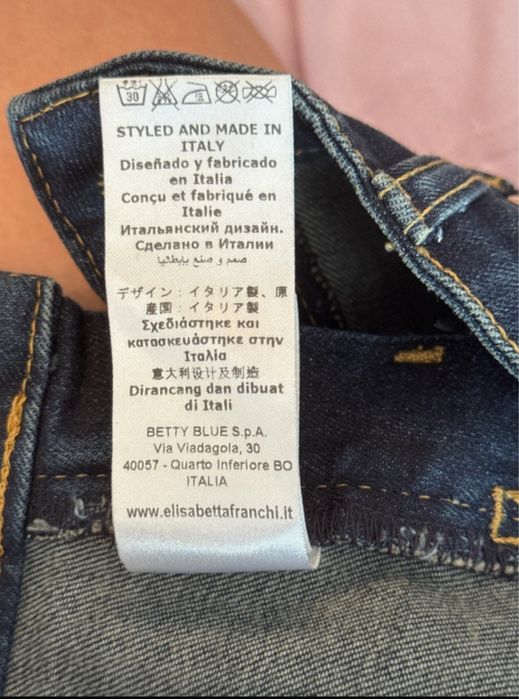 30
STYLED AND MADE IN
ITALY
Diseñado y fabricado
en Italia
Conçu et fabriqué en
Italie
Итальянский дизайн.
Сделано в Италии
صمم و صنع بإيطاليا
デザイン：イタリア製、原
産国：イタリア製
Σχεδιάστηκε και
κατασκευάστηκε στην
Ιταλία
意大利设计及制造
Dirancang dan dibuat
di Itali
BETTY BLUE S.p.A.
Via Viadagola, 30
40057 - Quarto Inferiore BO
ITALIA
www.elisabettafranchi.it